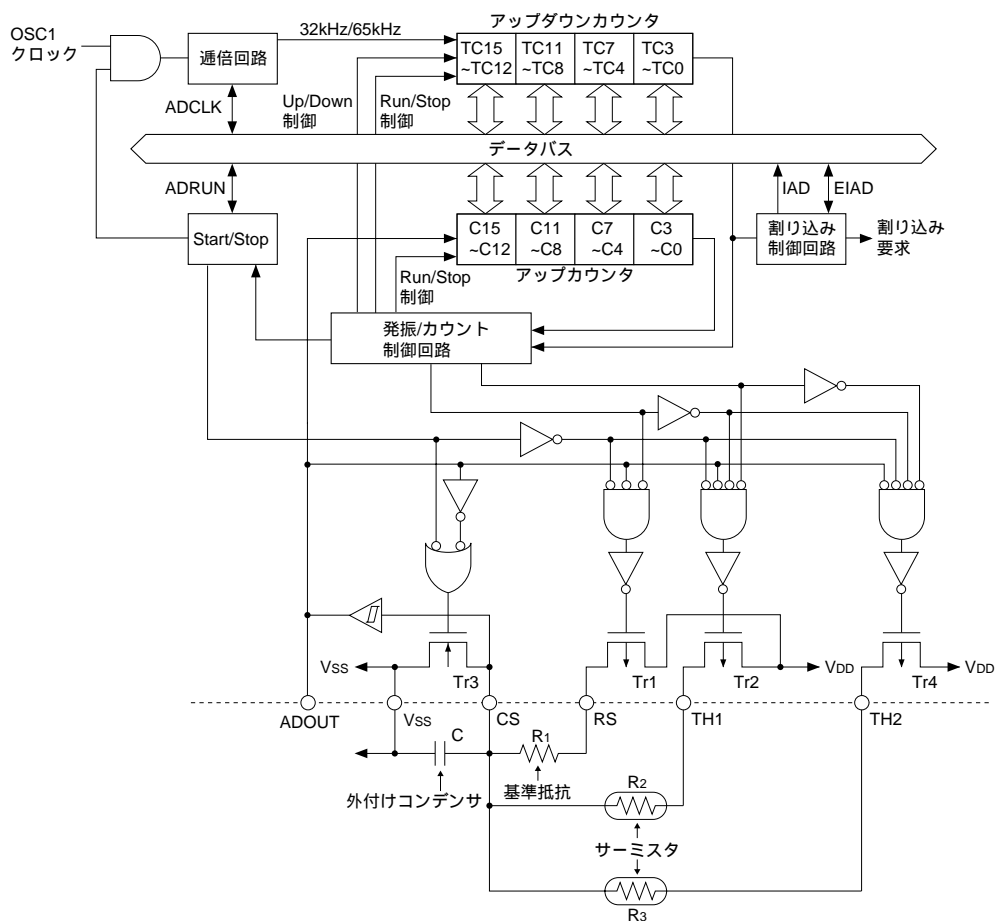 OSC1
クロック
逓倍回路
32kHz/65kHz
アップダウンカウンタ
TC15
~TC12
TC11
~TC8
TC7
~TC4
TC3
~TC0
ADCLK
Up/Down
制御
Run/Stop
制御
データバス
ADRUN
IAD
EIAD
Start/Stop
C15
~C12
C11
~C8
C7
~C4
C3
~C0
アップカウンタ
割り込み
制御回路
割り込み
要求
Run/Stop
制御
発振/カウント
制御回路
VSS
Tr3
Tr1
Tr2
VDD
Tr4
VDD
ADOUT
VSS
CS
RS
TH1
TH2
C
R1
外付けコンデンサ
基準抵抗
R2
サーミスタ
R3